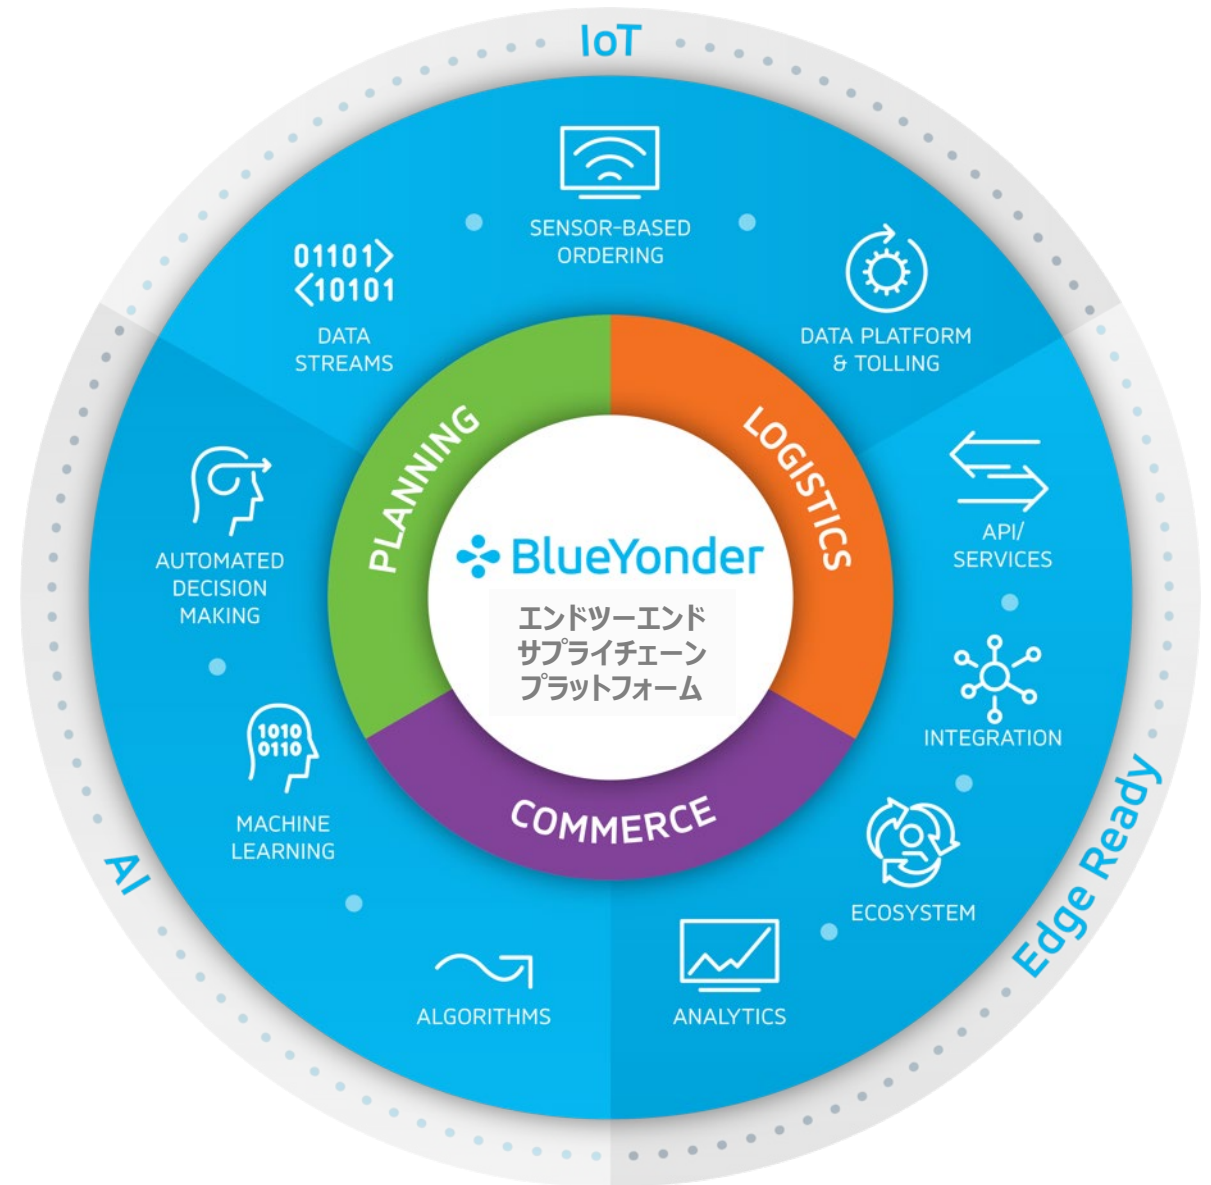 IoT
SENSOR-BASED
ORDERING
01101>
<10101
DATA
STREAMS
DATA PLATFORM
& TOLLING
PLANNING
LOGISTICS
AUTOMATED
DECISION
MAKING
API/
SERVICES
BlueYonder
エンドツーエンド
サプライチェーン
プラットフォーム
1010
0110
MACHINE
LEARNING
INTEGRATION
COMMERCE
AI
Edge Ready
ECOSYSTEM
ALGORITHMS
ANALYTICS